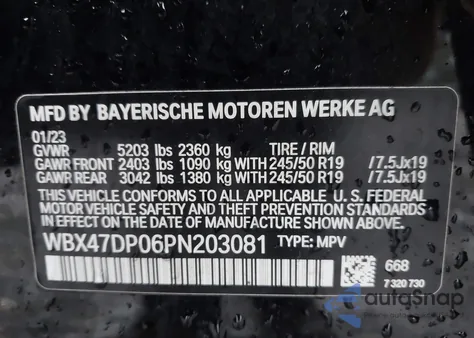 MFD BY BAYERISCHE MOTOREN WERKE AG
01/23
GVWR 5203 lbs 2360 kg TIRE / RIM
GAWR FRONT 2403 lbs 1090 kg WITH 245/50 R19 /7.5Jx19
GAWR REAR 3042 lbs 1380 kg WITH 245/50 R19 /7.5Jx19
THIS VEHICLE CONFORMS TO ALL APPLICABLE U. S. FEDERAL
MOTOR VEHICLE SAFETY, BUMPER, AND THEFT PREVENTION
STANDARDS IN EFFECT ON THE DATE OF MANUFACTURE SHOWN ABOVE.
WBX47DP06PN203081 TYPE: MPV
668
7 320 730
autoSnap